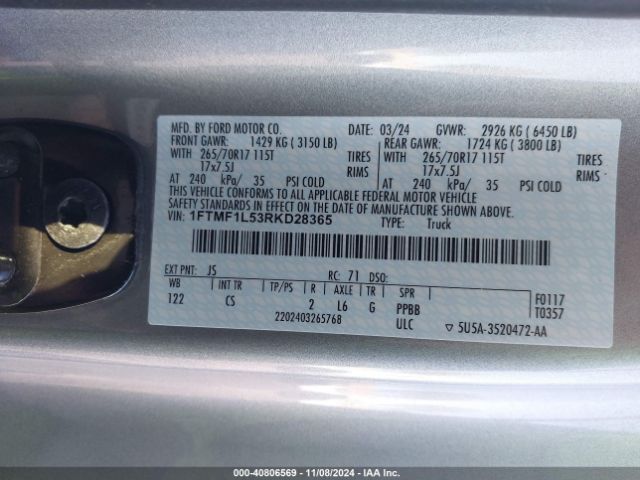 MFD. BY FORD MOTOR CO.
DATE: 03/24 GVWR: 2926 KG ( 6450 LB)
FRONT GAWR: 1429 KG ( 3150 LB) REAR GAWR: 1724 KG ( 3800 LB)
WITH 265/70R17 115T TIRES WITH 265/70R17 115T TIRES
17x7.5J RIMS 17x7.5J RIMS
AT 240 kPa/ 35 PSI COLD AT 240 kPa/ 35 PSI COLD
THIS VEHICLE CONFORMS TO ALL APPLICABLE FEDERAL MOTOR VEHICLE
SAFETY STANDARDS IN EFFECT ON THE DATE OF MANUFACTURE SHOWN ABOVE.
VIN: 1FTMF1L53RKD28365
TYPE: Truck
EXT PNT: JS RC: 71 DSO:
WB INT TR TP/PS R AXLE TR SPR
122 CS 2 L6 G PPBB
ULC
2202403265768
F0117
T0357
▽ 5U5A-3520472-AA
000-40806569 - 11/08/2024 - IAA Inc.